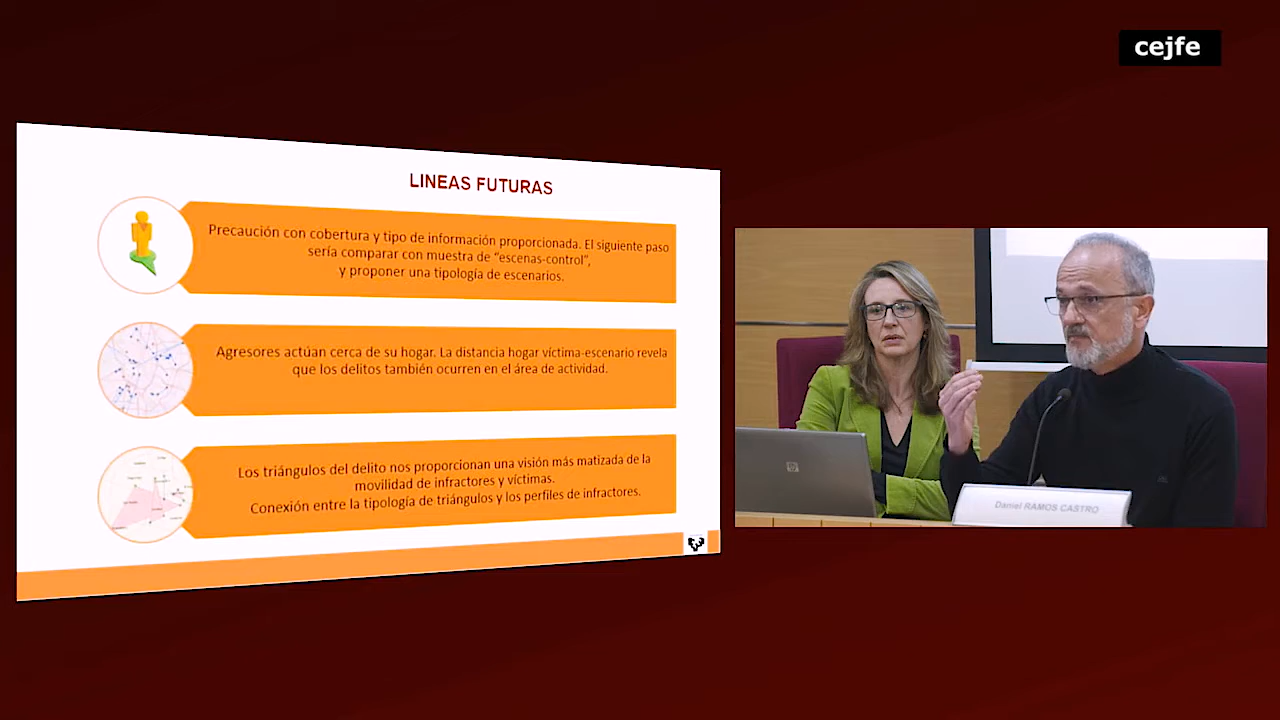 cejfe
LINEAS FUTURAS
Precaución con cobertura y tipo de información proporcionada. El siguiente paso
sería comparar con muestra de “escenas-control”,
y proponer una tipología de escenarios.
Agresores actúan cerca de su hogar. La distancia hogar víctima-escenario revela
que los delitos también ocurren en el área de actividad.
Los triángulos del delito nos proporcionan una visión más matizada de la
movilidad de infractores y víctimas.
Conexión entre la tipología de triángulos y los perfiles de infractores.
Daniel RAMOS CASTRO